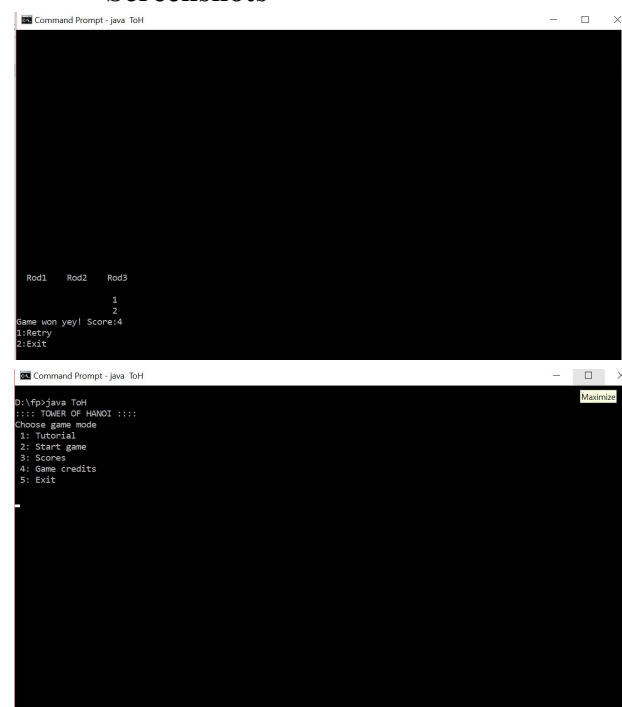 Screenshots
Command Prompt - java ToH
Rod1 Rod2 Rod3
1
2
Game won yey! Score:4
1:Retry
2:Exit
Command Prompt - java ToH
Maximize
D:\fp>java ToH
:::: TOWER OF HANOI ::::
Choose game mode
1: Tutorial
2: Start game
3: Scores
4: Game credits
5: Exit